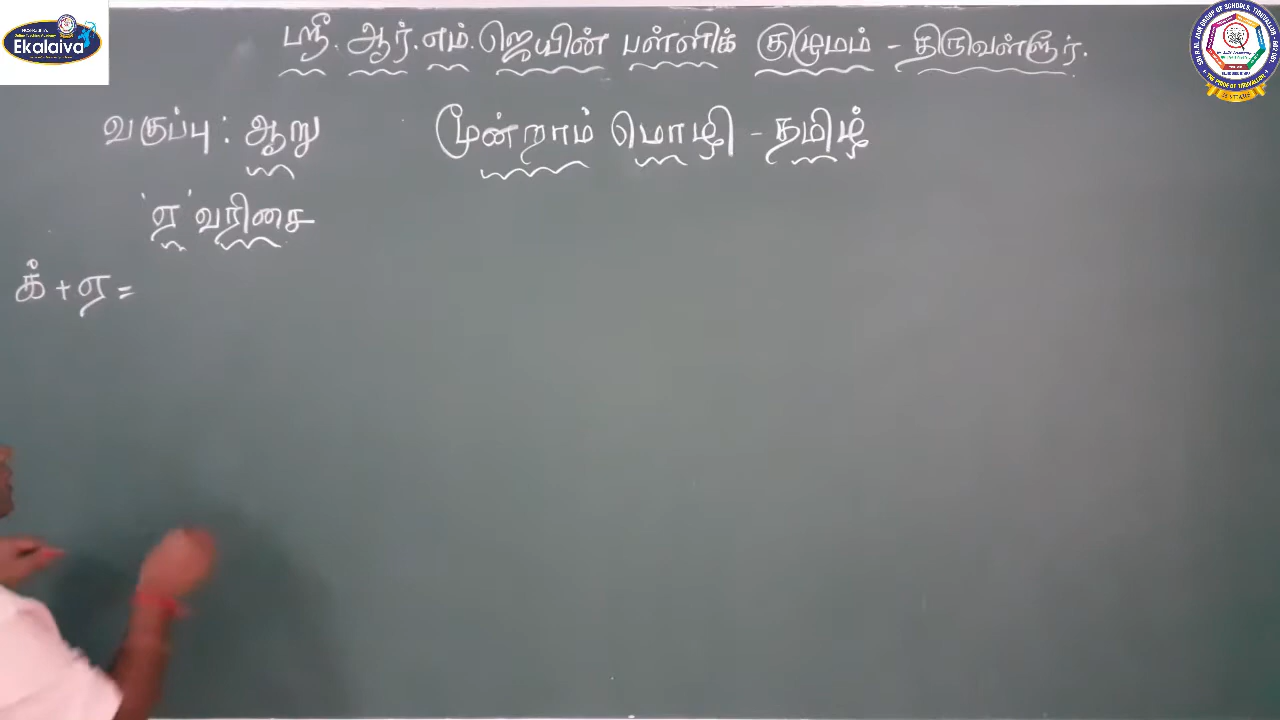 Ekalaiva
ஸ்ரீ. ஆர். எம். ஜெயின் பள்ளிக் குழுமம் - திருவள்ளூர்.
வகுப்பு : ஆறு
மூன்றாம் மொழி - தமிழ்
'ஏ' வரிசை
க் + ஏ =